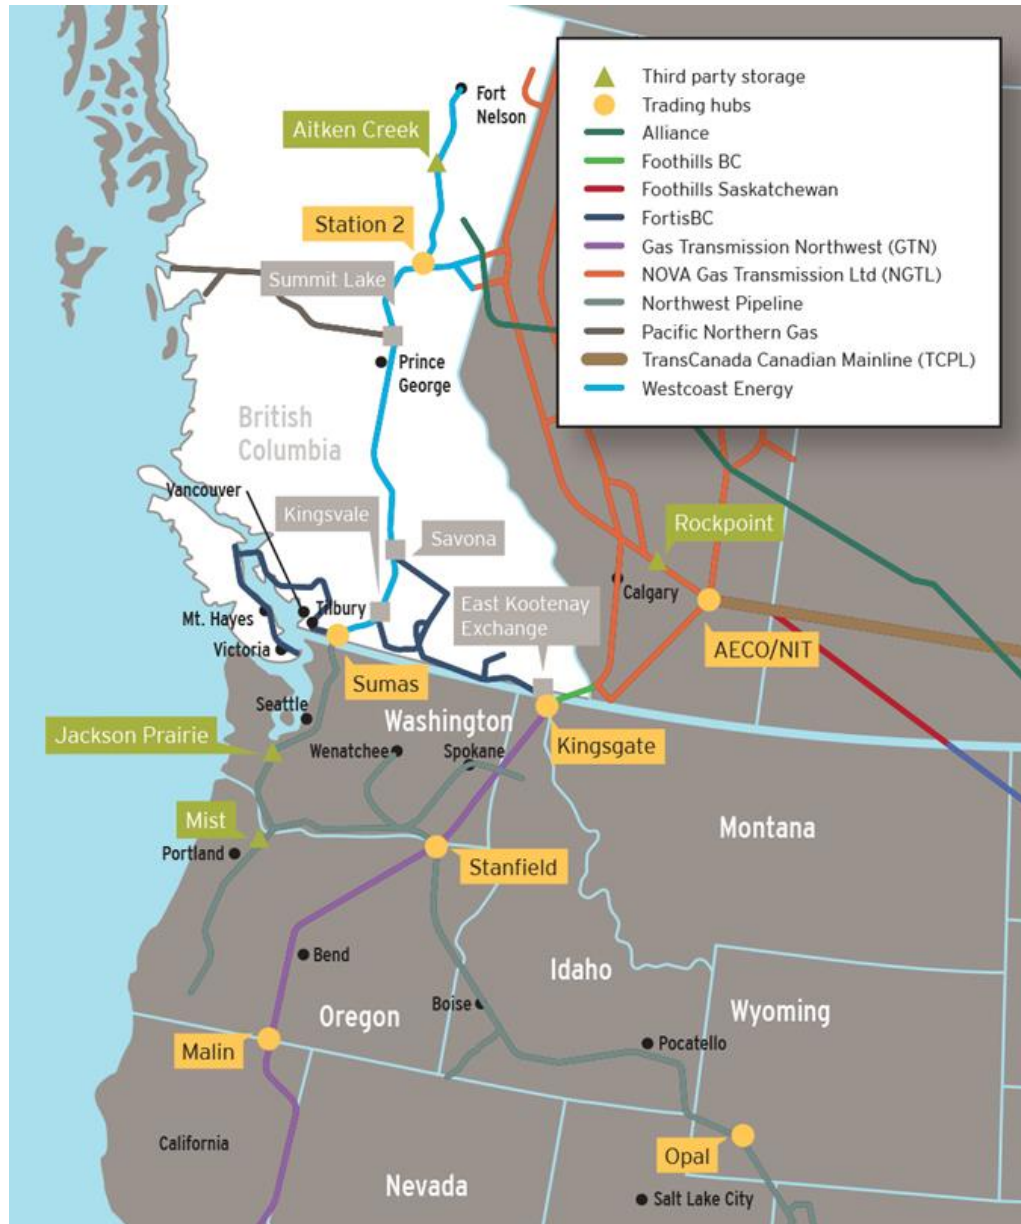 Third party storage
Trading hubs
Alliance
Foothills BC
Foothills Saskatchewan
FortisBC
Gas Transmission Northwest (GTN)
NOVA Gas Transmission Ltd (NGTL)
Northwest Pipeline
Pacific Northern Gas
TransCanada Canadian Mainline (TCPL)
Westcoast Energy
Fort
Nelson
Aitken Creek
Station 2
Summit Lake
Prince
George
British
Columbia
Vancouver
Kingsvale
Savona
Rockpoint
Calgary
East Kootenay
Exchange
Mt. Hayes
Tilbury
Victoria
AECO/NIT
Sumas
Seattle
Washington
Kingsgate
Jackson Prairie
Wenatchee
Spokane
Mist
Portland
Montana
Stanfield
Bend
Idaho
Boise
Oregon
Wyoming
Malin
Pocatello
California
Opal
Nevada
Salt Lake City